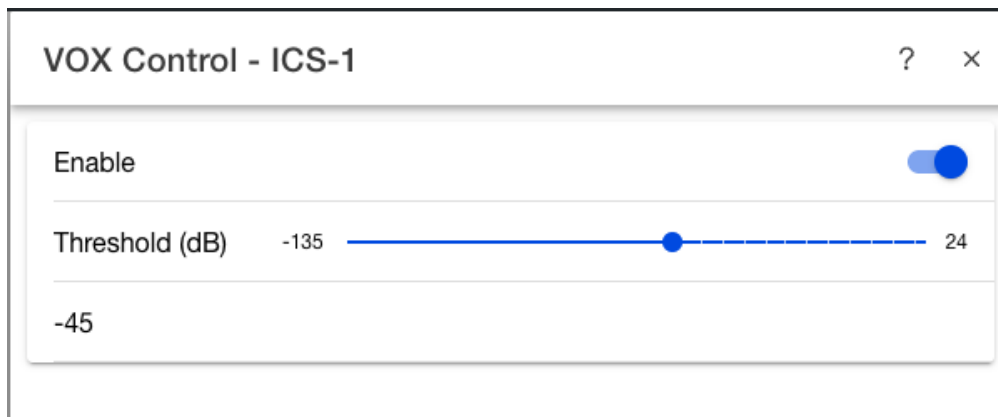 VOX Control - ICS-1 ? ×
Enable
Threshold (dB) -135 24
-45